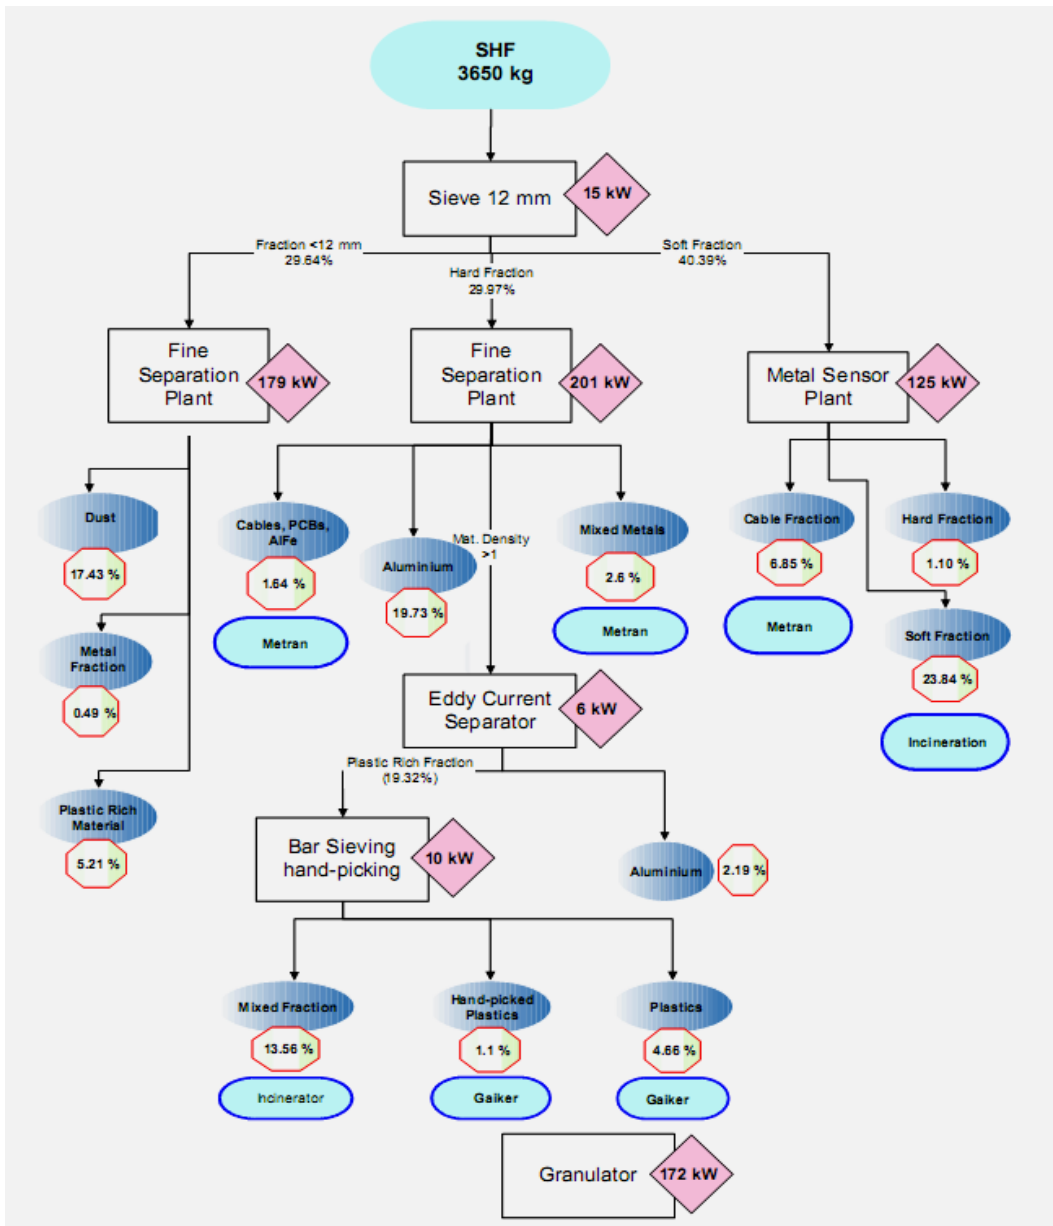 SHF
3650 kg
Sieve 12 mm
15 kW
Fraction <12 mm
29.64%
Hard Fraction
29.97%
Soft Fraction
40.39%
Fine
Separation
Plant
179 kW
Fine
Separation
Plant
201 kW
Metal Sensor
Plant
125 kW
Dust
17.43 %
Metal
Fraction
0.49 %
Plastic Rich
Material
5.21 %
Cables, PCBs,
AlFe
1.64 %
Metran
Aluminium
19.73 %
Mat. Density
>1
Mixed Metals
2.6 %
Metran
Cable Fraction
6.85 %
Metran
Hard Fraction
1.10 %
Soft Fraction
23.84 %
Incineration
Eddy Current
Separator
6 kW
Plastic Rich Fraction
(19.32%)
Bar Sieving
hand-picking
10 kW
Aluminium
2.19 %
Mixed Fraction
13.56 %
Incinerator
Hand-picked
Plastics
1.1 %
Gaiker
Plastics
4.66 %
Gaiker
Granulator
172 kW